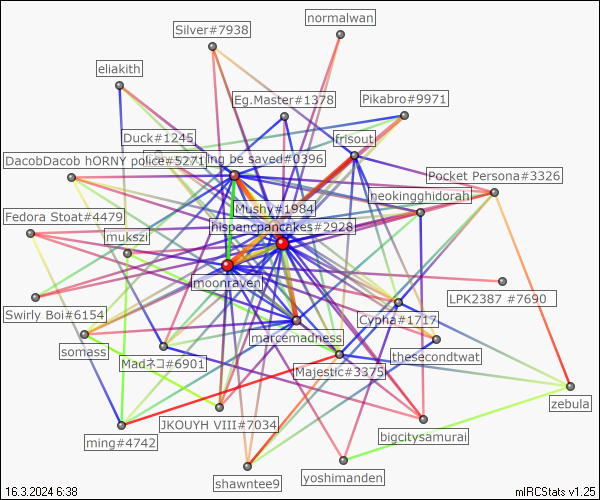 normalwan
Silver#7938
eliakith
Eg.Master#1378
Pikabro#9971
Duck#1245
frisout
DacobDacob hORNY police#5271
ing be saved#0396
Pocket Persona#3326
neokingghidorah
Mushy#1984
Fedora Stoat#4479
hispancpancakes#2928
mukszi
moonraven
LPK2387 #7690
Swirly Boi#6154
Cypha#1717
marcemadness
somass
thesecondtwat
Madネコ#6901
Majestic#3375
zebula
JKOUYH VIII#7034
bigcitysamurai
ming#4742
yoshimanden
shawntee9
16.3.2024 6:38
mIRCStats v1.25